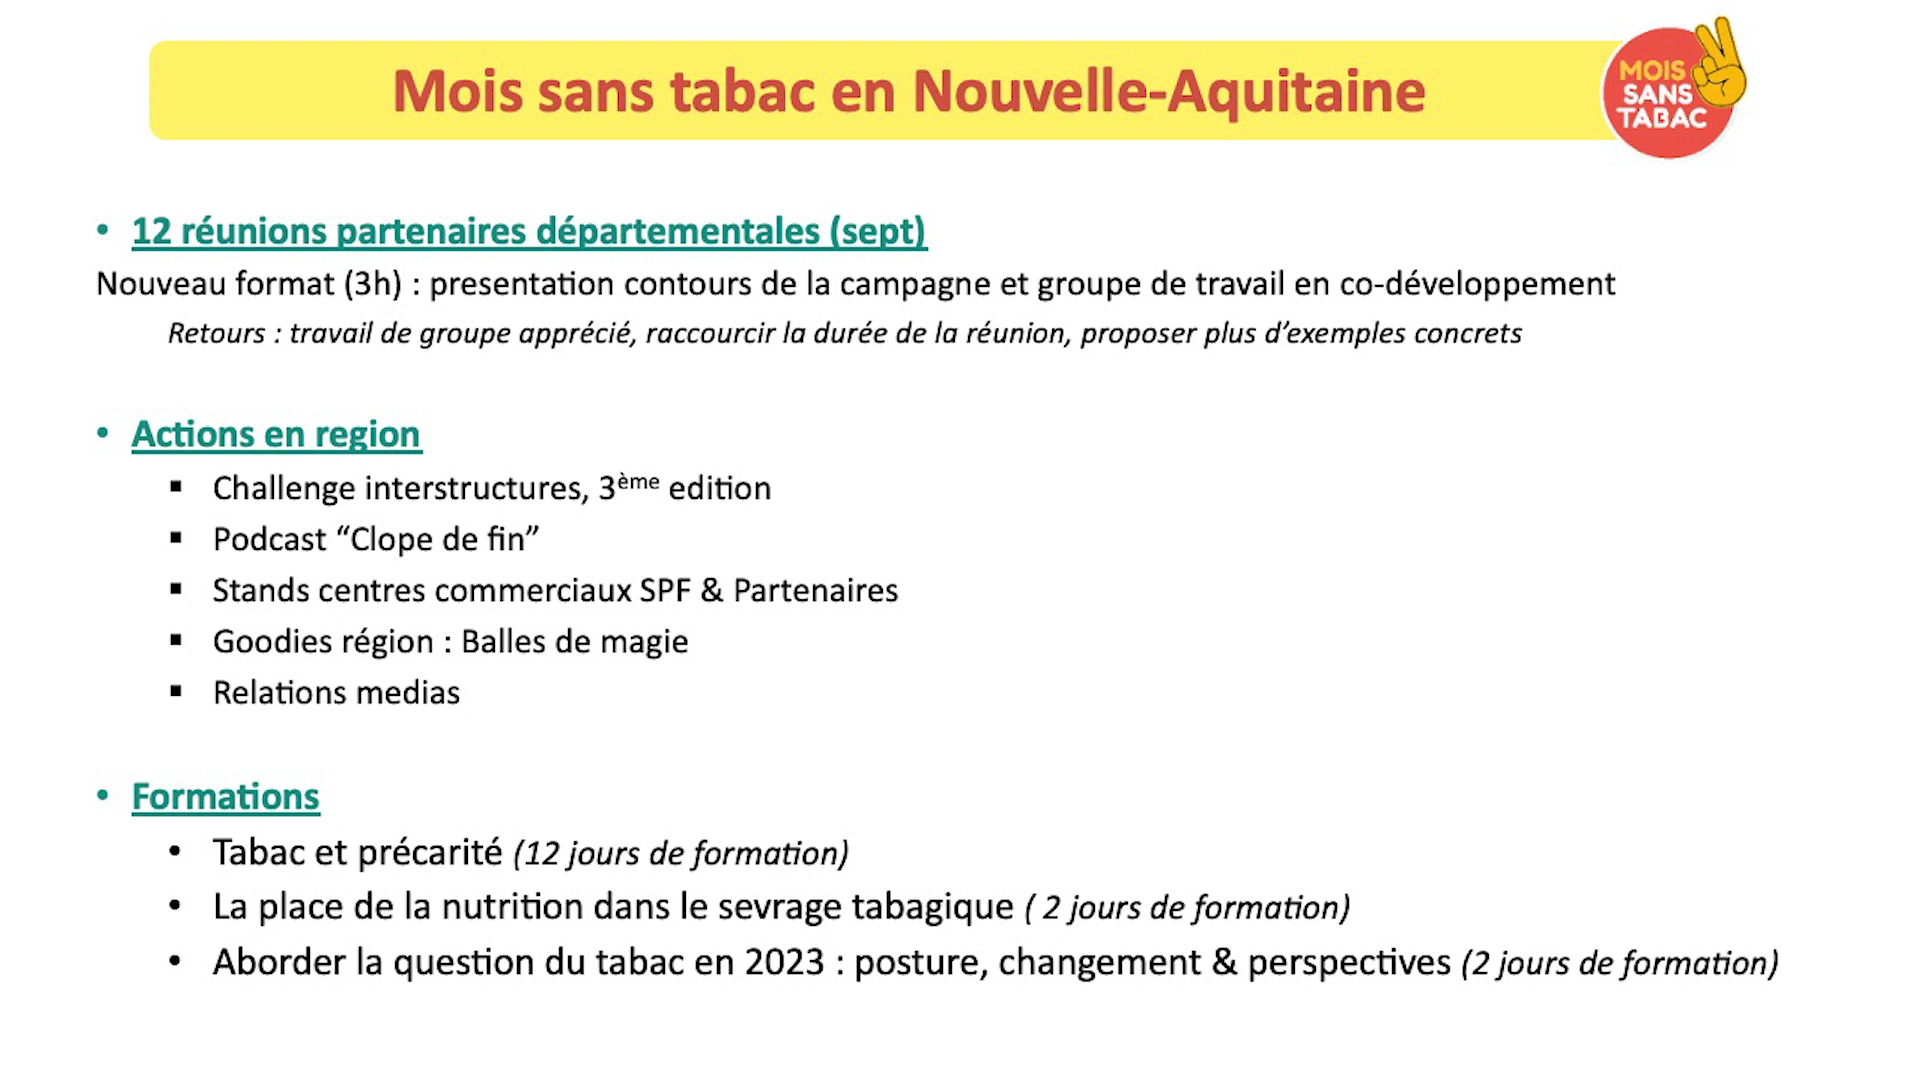 Mois sans tabac en Nouvelle-Aquitaine
MOIS
SANS
TABAC
• 12 réunions partenaires départementales (sept)
Nouveau format (3h) : presentation contours de la campagne et groupe de travail en co-développement
Retours : travail de groupe apprécié, raccourcir la durée de la réunion, proposer plus d’exemples concrets
• Actions en region
▪ Challenge interstructures, 3ème edition
▪ Podcast “Clope de fin”
▪ Stands centres commerciaux SPF & Partenaires
▪ Goodies région : Balles de magie
▪ Relations medias
• Formations
• Tabac et précarité (12 jours de formation)
• La place de la nutrition dans le sevrage tabagique ( 2 jours de formation)
• Aborder la question du tabac en 2023 : posture, changement & perspectives (2 jours de formation)